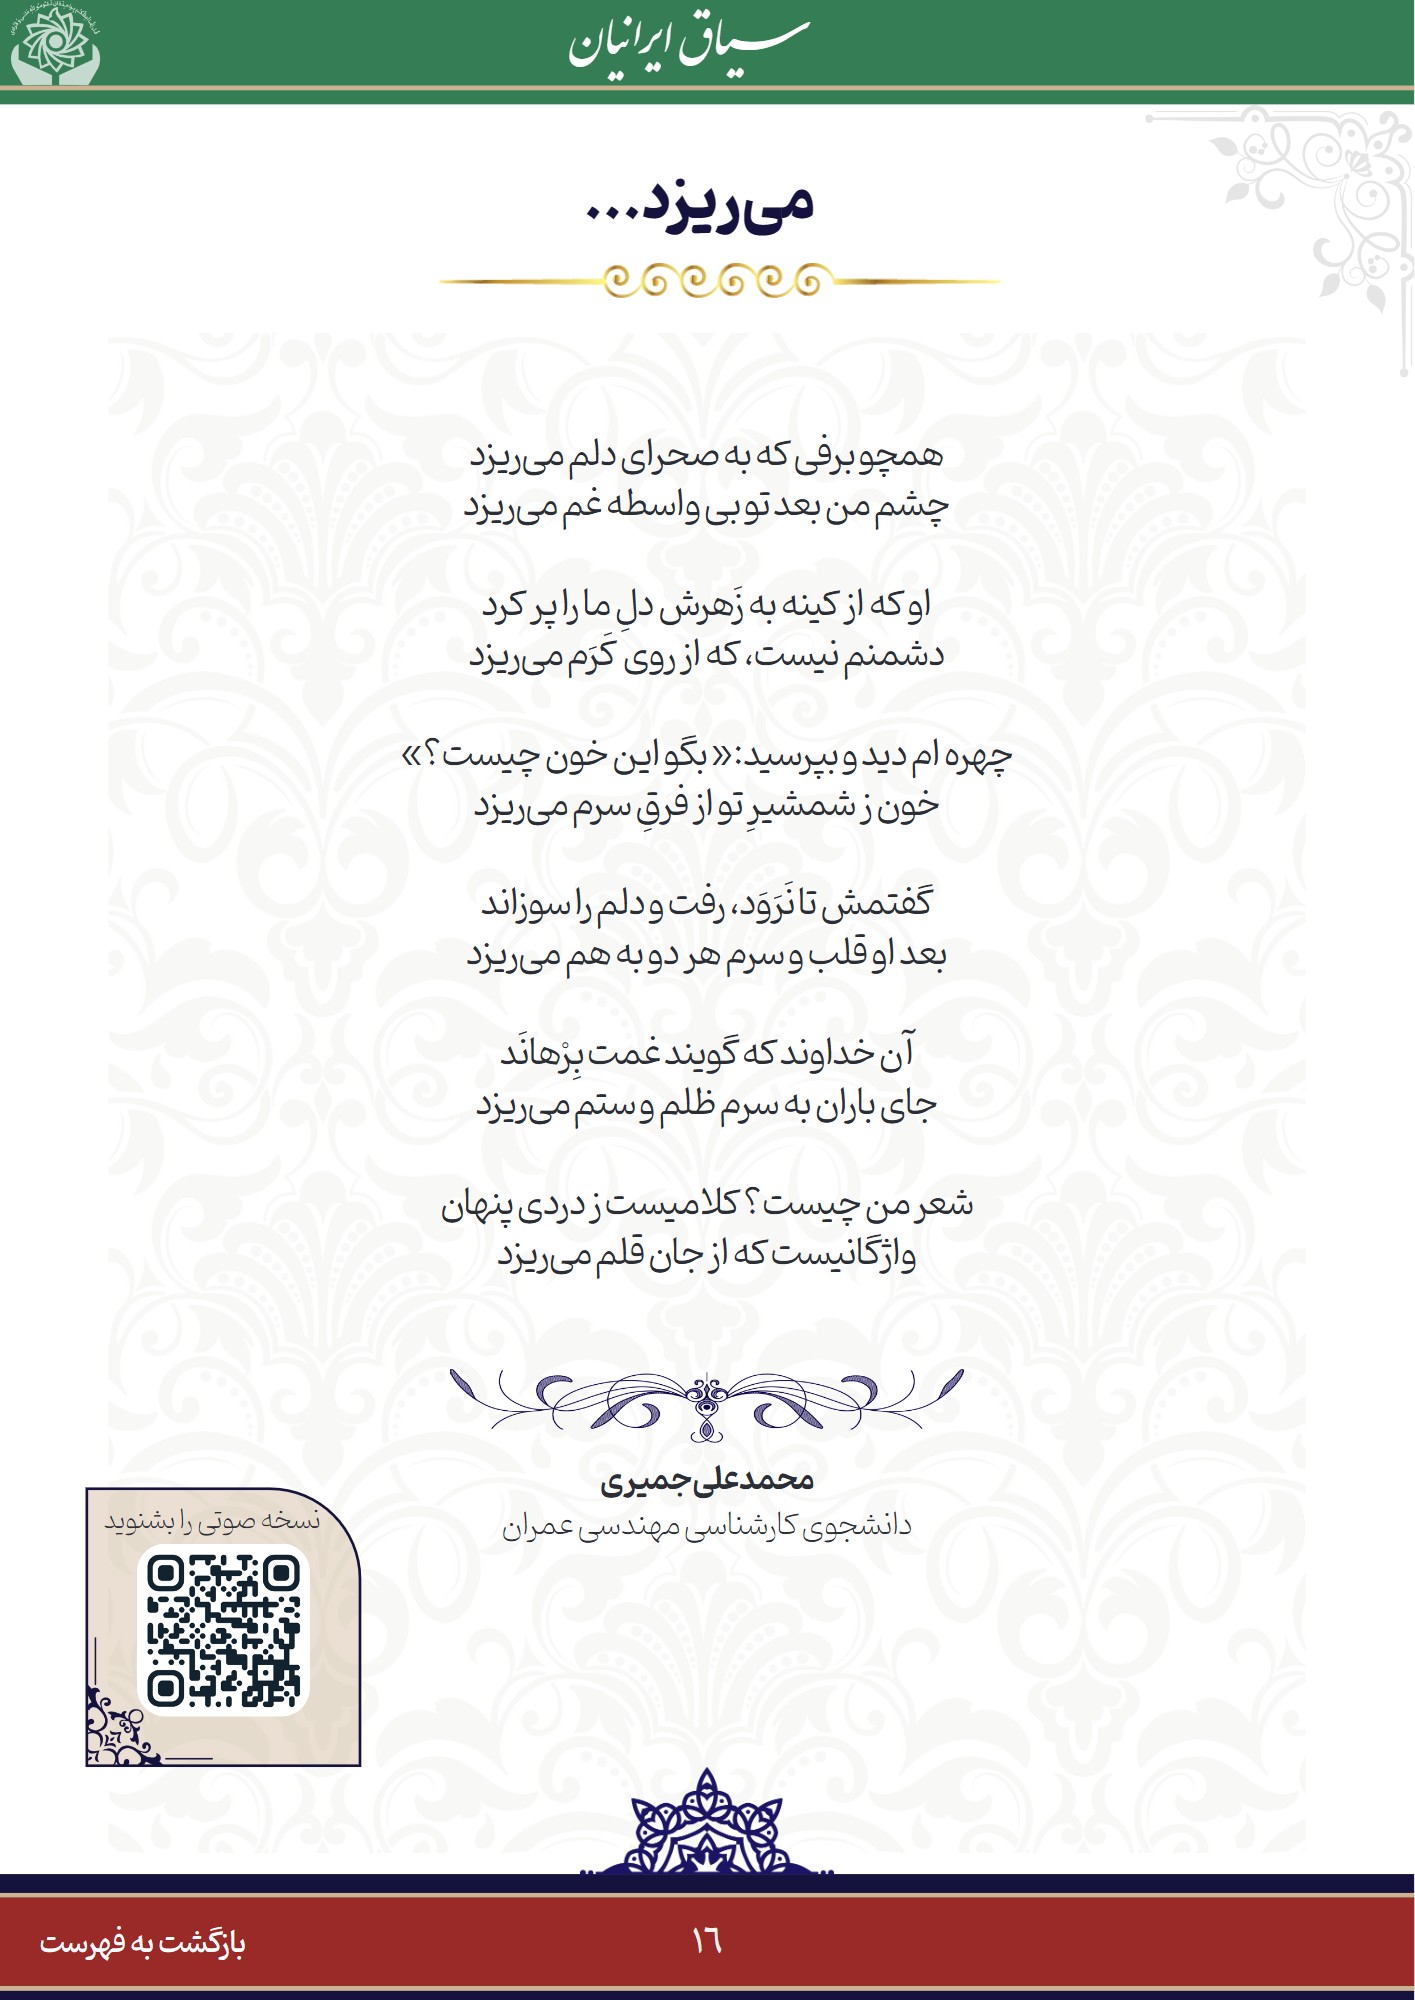 سیاق ایرانیان
می‌ریزد...
همچو برفی که به صحرای دلم می‌ریزد
چشم من بعد تو بی واسطه غم می‌ریزد
او که از کینه به زَهرش دلِ ما را پر کرد
دشمنم نیست، که از روی کَرَم می‌ریزد
چهره ام دید و بپرسید: «بگو این خون چیست؟»
خون ز شمشیرِ تو از فرقِ سرم می‌ریزد
گفتمش تا نَرَوَد، رفت و دلم را سوزاند
بعد او قلب و سرم هر دو به هم می‌ریزد
آن خداوند که گویند غمت بِرْهانَد
جای باران به سرم ظلم و ستم می‌ریزد
شعر من چیست؟ کلامیست ز دردی پنهان
واژگانیست که از جان قلم می‌ریزد
محمدعلی‌جمیری
دانشجوی کارشناسی مهندسی عمران
نسخه صوتی را بشنوید
١٦
بازگشت به فهرست